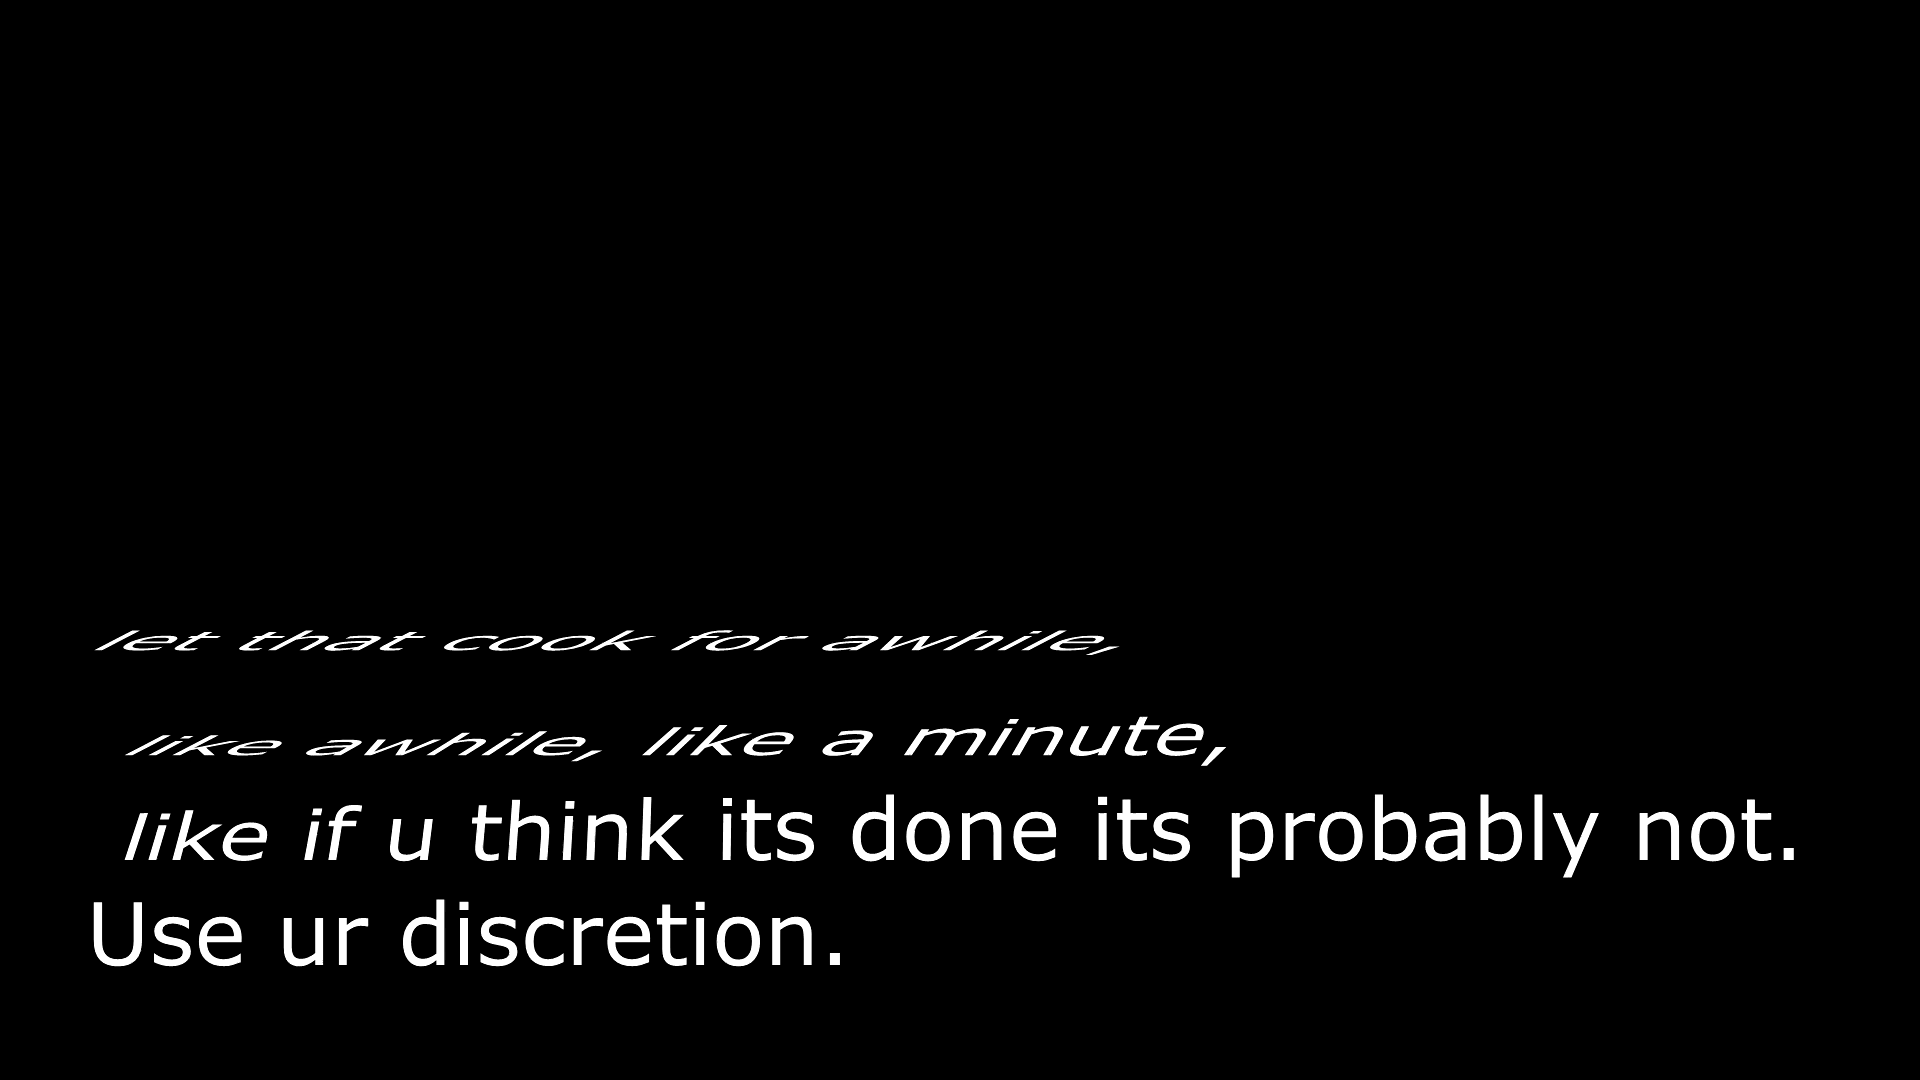 let that cook for awhile,
like awhile, like a minute,
like if u think its done its probably not.
Use ur discretion.